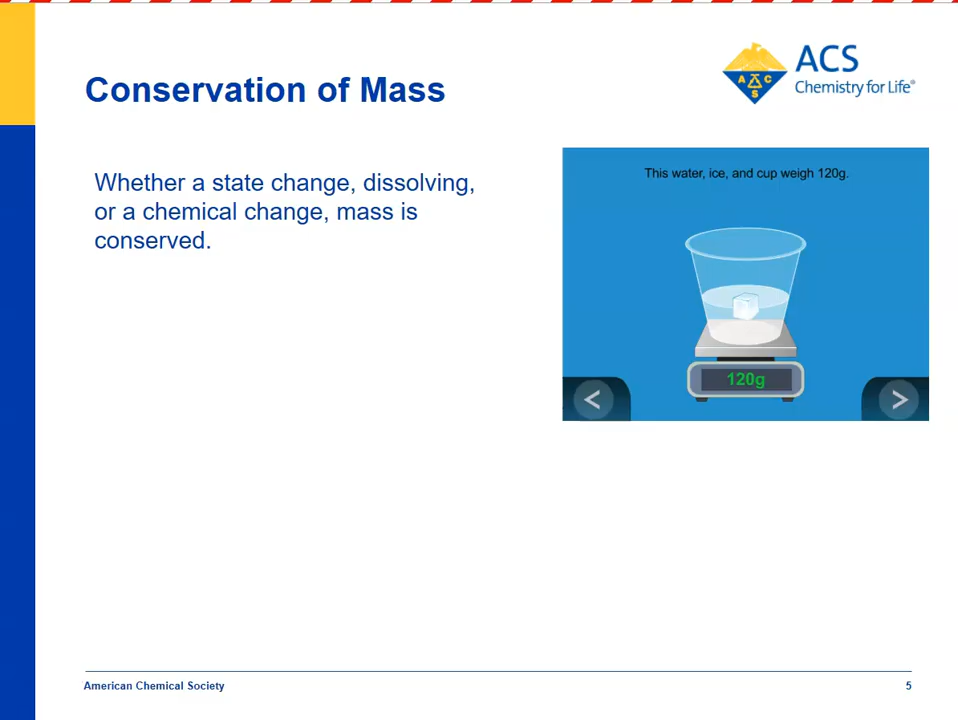 Conservation of Mass
A C S
ACS
Chemistry for Life®
Whether a state change, dissolving,
or a chemical change, mass is
conserved.
This water, ice, and cup weigh 120g.
120g
< >
American Chemical Society 5